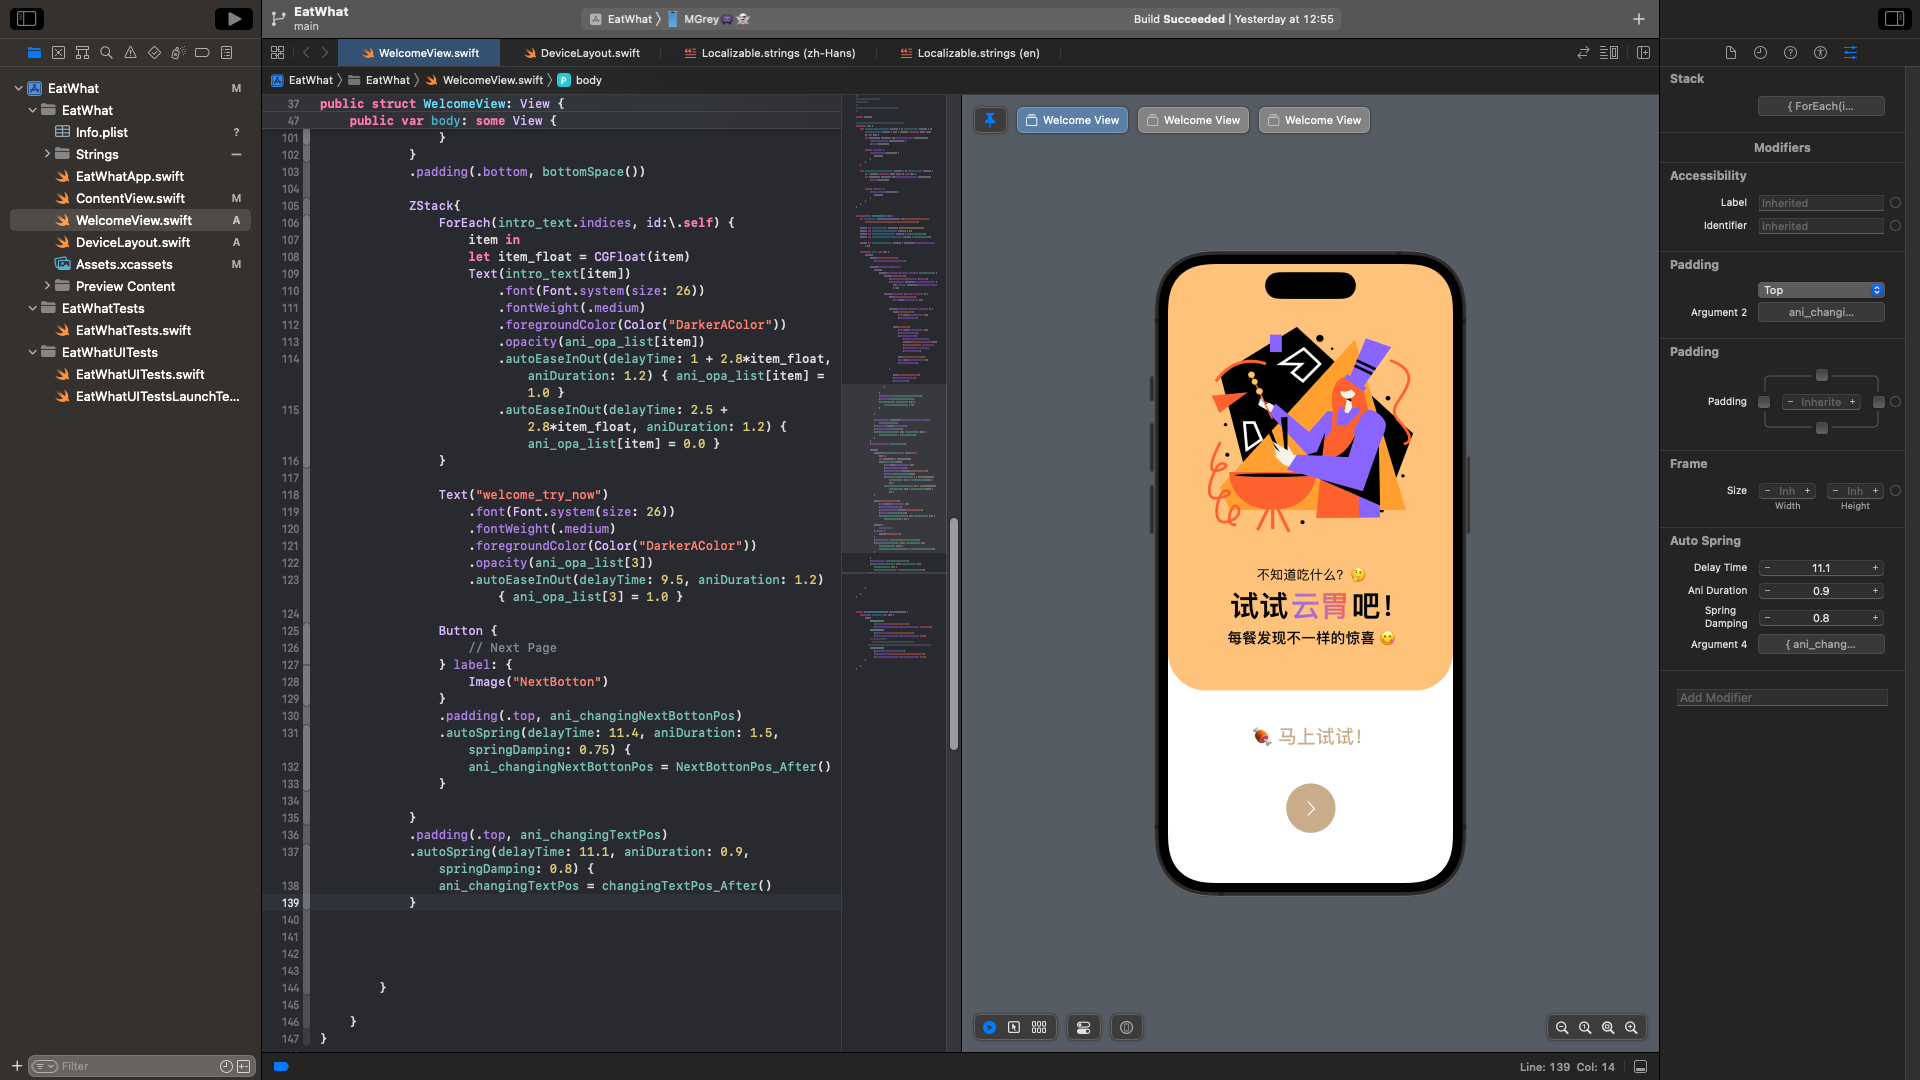 EatWhat
main
EatWhat
MGrey
Build Succeeded | Yesterday at 12:55
WelcomeView.swift
DeviceLayout.swift
Localizable.strings (zh-Hans)
Localizable.strings (en)
EatWhat
EatWhat
WelcomeView.swift
P body
EatWhat M
EatWhat
Info.plist ?
Strings
EatWhatApp.swift
ContentView.swift M
WelcomeView.swift A
DeviceLayout.swift A
Assets.xcassets M
Preview Content
EatWhatTests
EatWhatTests.swift
EatWhatUITests
EatWhatUITests.swift
EatWhatUITestsLaunchTe...
Filter
37 public struct WelcomeView: View {
47 public var body: some View {
101 }
102 }
103 .padding(.bottom, bottomSpace())
104
105 ZStack{
106 ForEach(intro_text.indices, id:\.self) {
107 item in
108 let item_float = CGFloat(item)
109 Text(intro_text[item])
110 .font(Font.system(size: 26))
111 .fontWeight(.medium)
112 .foregroundColor(Color("DarkerAColor"))
113 .opacity(ani_opa_list[item])
114 .autoEaseInOut(delayTime: 1 + 2.8*item_float,
aniDuration: 1.2) { ani_opa_list[item] =
1.0 }
115 .autoEaseInOut(delayTime: 2.5 +
2.8*item_float, aniDuration: 1.2) {
ani_opa_list[item] = 0.0 }
116 }
117
118 Text("welcome_try_now")
119 .font(Font.system(size: 26))
120 .fontWeight(.medium)
121 .foregroundColor(Color("DarkerAColor"))
122 .opacity(ani_opa_list[3])
123 .autoEaseInOut(delayTime: 9.5, aniDuration: 1.2)
{ ani_opa_list[3] = 1.0 }
124
125 Button {
126 // Next Page
127 } label: {
128 Image("NextBotton")
129 }
130 .padding(.top, ani_changingNextBottonPos)
131 .autoSpring(delayTime: 11.4, aniDuration: 1.5,
springDamping: 0.75) {
132 ani_changingNextBottonPos = NextBottonPos_After()
133 }
134
135 }
136 .padding(.top, ani_changingTextPos)
137 .autoSpring(delayTime: 11.1, aniDuration: 0.9,
springDamping: 0.8) {
138 ani_changingTextPos = changingTextPos_After()
139 }
140
141
142
143
144 }
145
146 }
147 }
Welcome View
Welcome View
Welcome View
不知道吃什么？🤔
试试云胃吧！
每餐发现不一样的惊喜 😋
🍖 马上试试！
Stack
{ ForEach(i...
Modifiers
Accessibility
Label Inherited
Identifier Inherited
Padding
Top
Argument 2 ani_changi...
Padding
Padding − Inherite +
Frame
Size − Inh + − Inh +
Width Height
Auto Spring
Delay Time − 11.1 +
Ani Duration − 0.9 +
Spring Damping − 0.8 +
Argument 4 { ani_chang...
Add Modifier
Line: 139 Col: 14